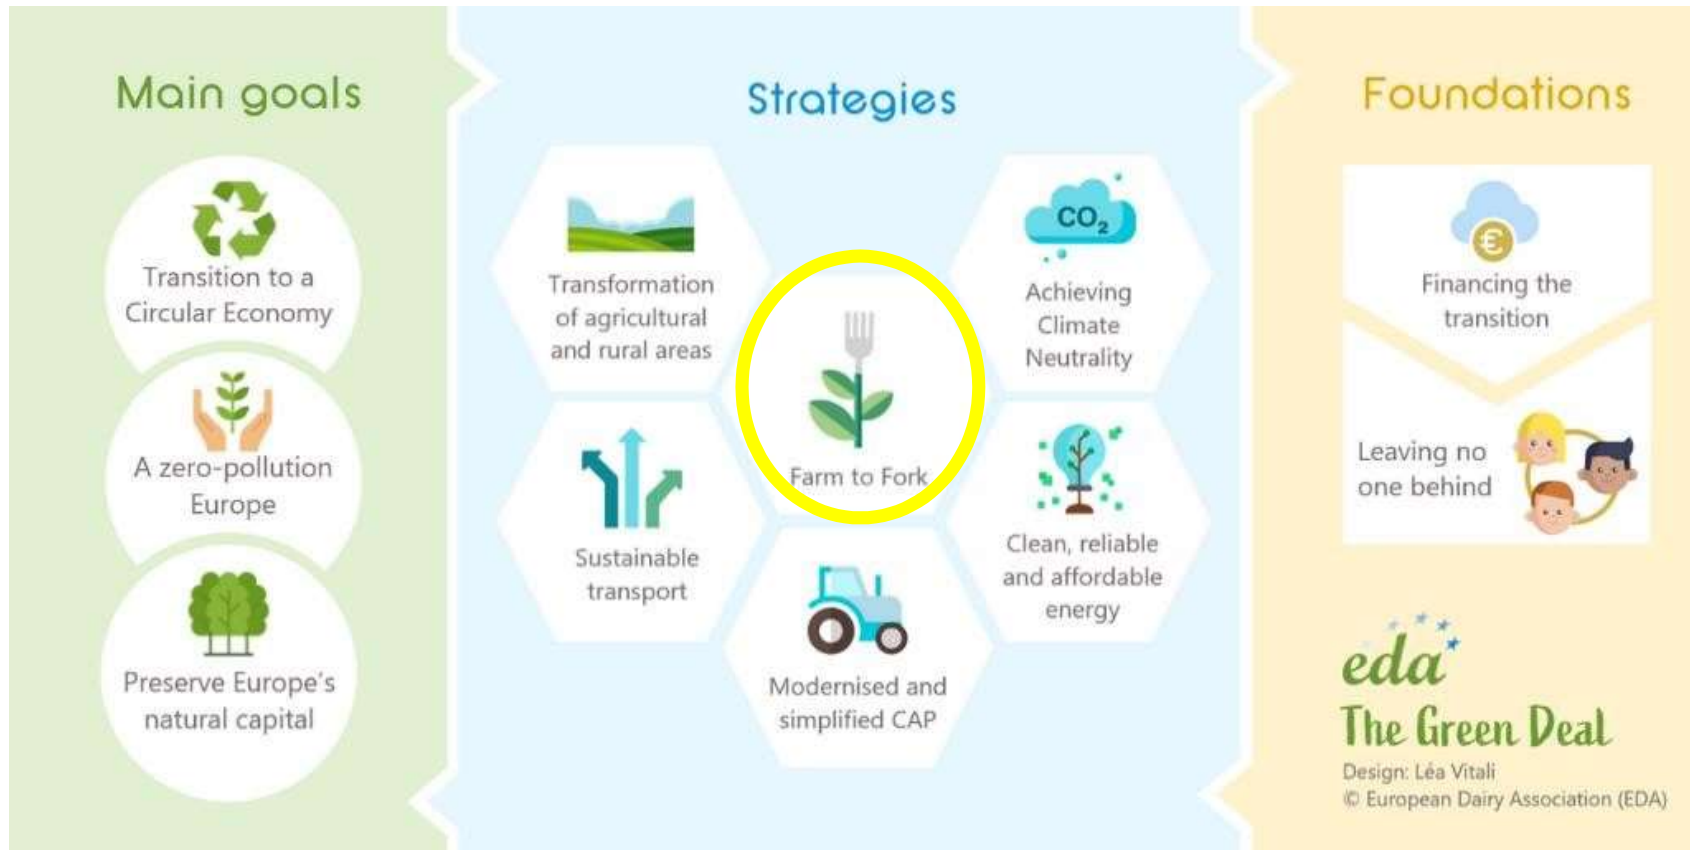 Main goals
Transition to a
Circular Economy
A zero-pollution
Europe
Preserve Europe's
natural capital
Strategies
Transformation
of agricultural
and rural areas
Sustainable
transport
Farm to Fork
Modernised and
simplified CAP
CO2
Achieving
Climate
Neutrality
Clean, reliable
and affordable
energy
Foundations
€
Financing the
transition
Leaving no
one behind
eda
The Green Deal
Design: Léa Vitali
© European Dairy Association (EDA)